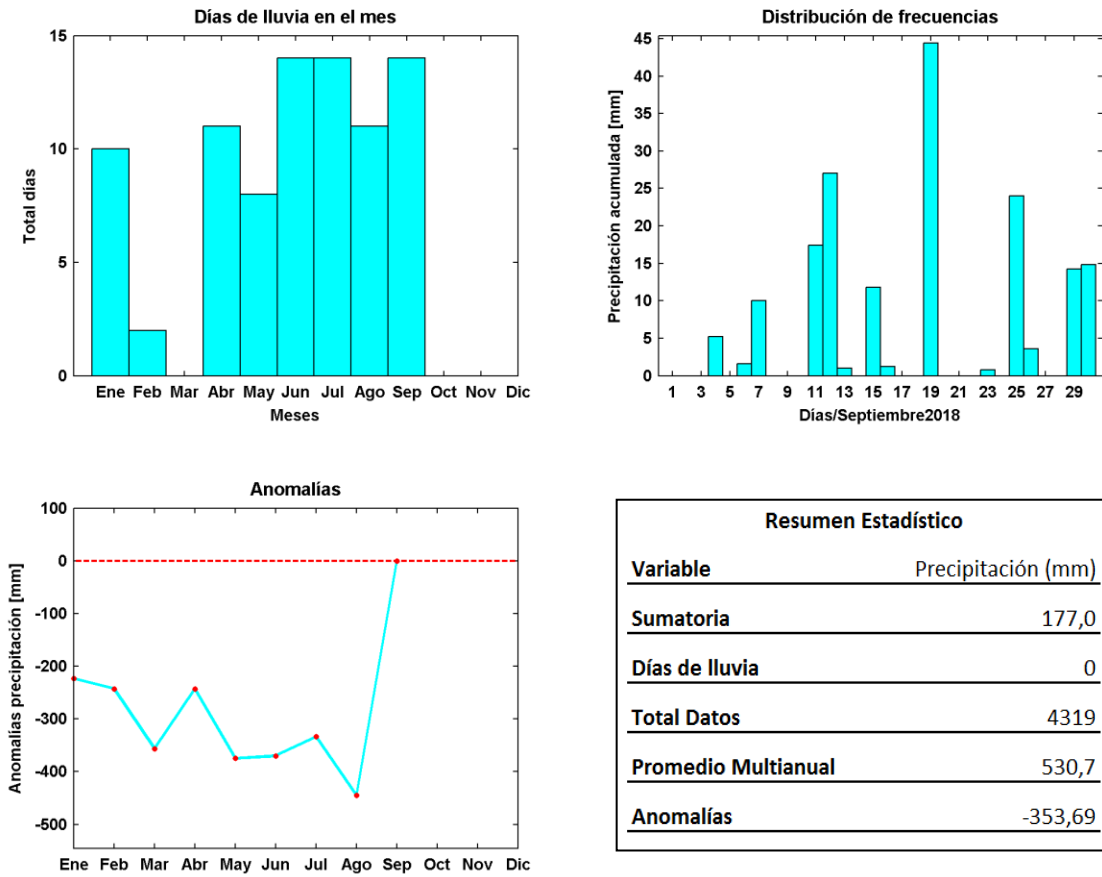 Días de lluvia en el mes
15
10
5
0
Total días
Ene Feb Mar Abr May Jun Jul Ago Sep Oct Nov Dic
Meses
Distribución de frecuencias
45
40
35
30
25
20
15
10
5
0
Precipitación acumulada [mm]
1 3 5 7 9 11 13 15 17 19 21 23 25 27 29
Días/Septiembre2018
Anomalías
100
0
-100
-200
-300
-400
-500
Anomalías precipitación [mm]
Ene Feb Mar Abr May Jun Jul Ago Sep Oct Nov Dic
Resumen Estadístico
Variable Precipitación (mm)
Sumatoria 177,0
Días de lluvia 0
Total Datos 4319
Promedio Multianual 530,7
Anomalías -353,69